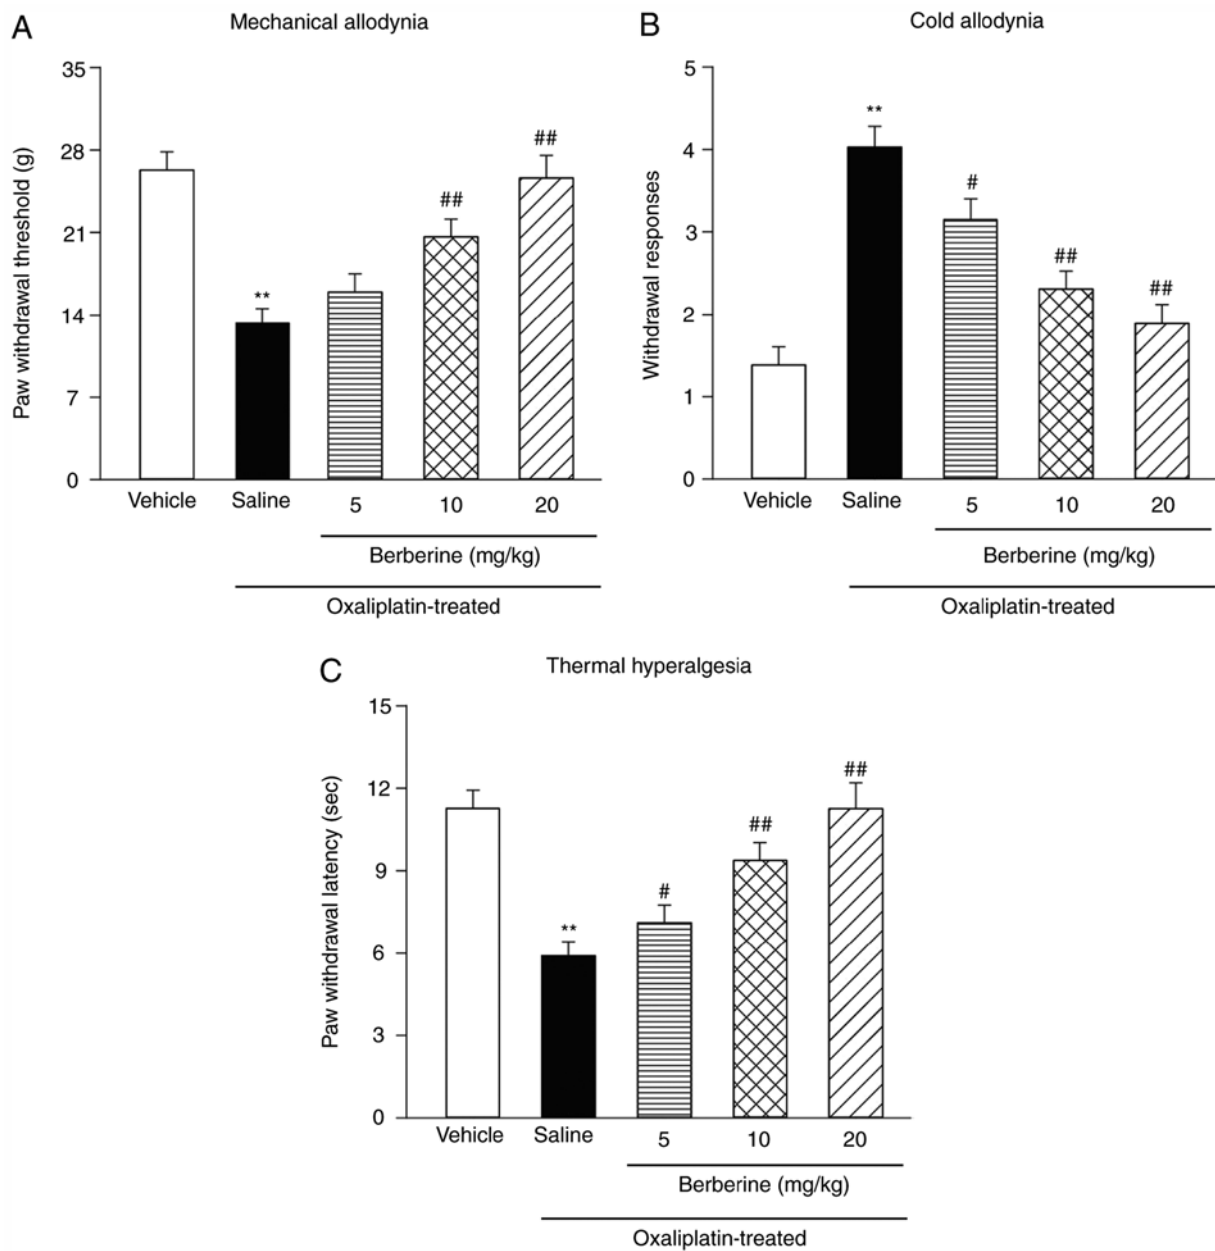 A
Mechanical allodynia
Paw withdrawal threshold (g)
35
28
21
14
7
0
**
##
##
Vehicle Saline 5 10 20
Berberine (mg/kg)
Oxaliplatin-treated
B
Cold allodynia
Withdrawal responses
5
4
3
2
1
0
**
#
##
##
Vehicle Saline 5 10 20
Berberine (mg/kg)
Oxaliplatin-treated
C
Thermal hyperalgesia
Paw withdrawal latency (sec)
15
12
9
6
3
0
**
#
##
##
Vehicle Saline 5 10 20
Berberine (mg/kg)
Oxaliplatin-treated